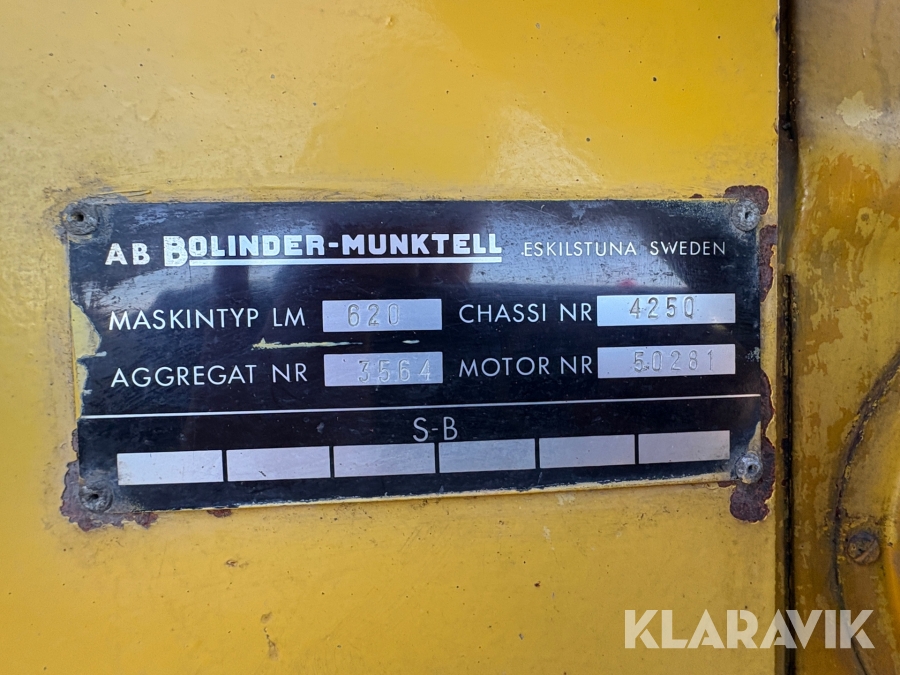 AB BOLINDER-MUNKTELL ESKILSTUNA SWEDEN
MASKINTYP LM 620 CHASSI NR 4250
AGGREGAT NR 3564 MOTOR NR 50281
S-B
KLARAVIK